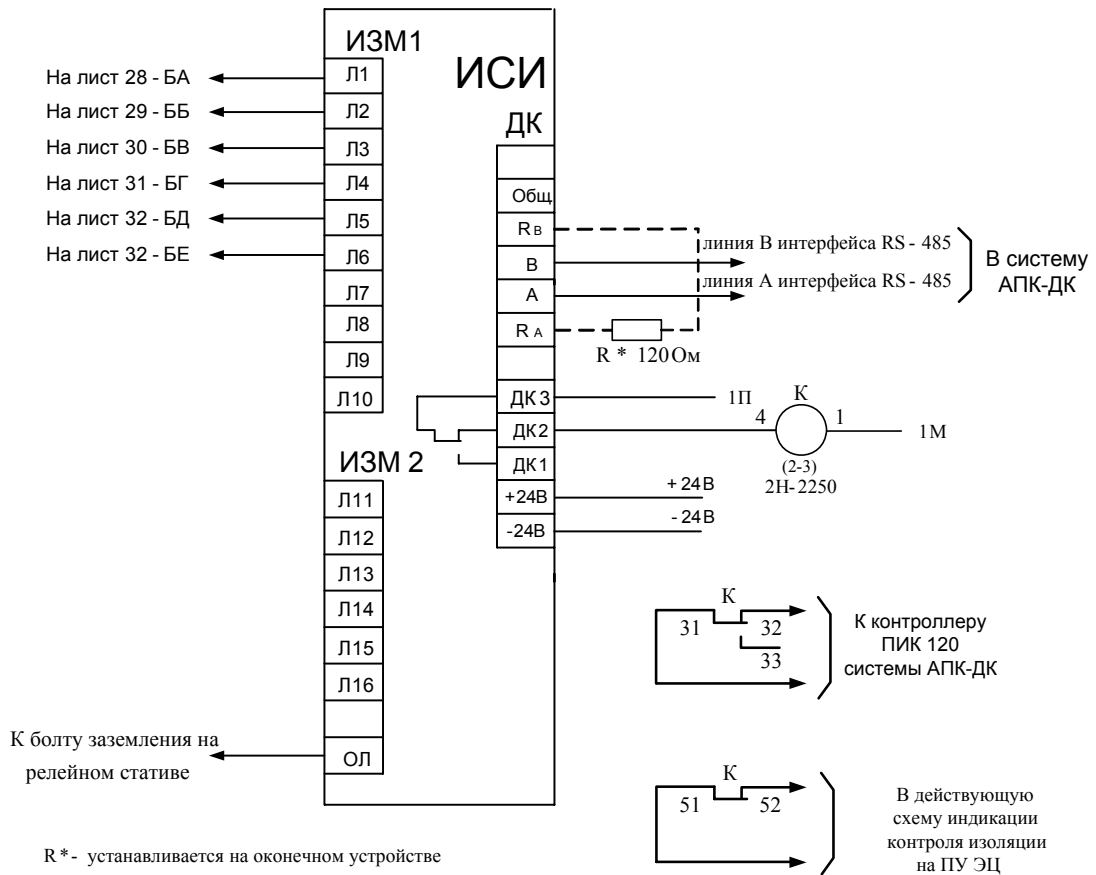 ИЗМ1
ИСИ
ДК
На лист 28 - БА
На лист 29 - ББ
На лист 30 - БВ
На лист 31 - БГ
На лист 32 - БД
На лист 32 - БЕ
Л1
Л2
Л3
Л4
Л5
Л6
Л7
Л8
Л9
Л10
ИЗМ 2
Л11
Л12
Л13
Л14
Л15
Л16
ОЛ
К болту заземления на
релейном стативе
Общ.
R В
В
А
R А
ДК 3
ДК2
ДК1
+24В
-24В
линия В интерфейса RS - 485
линия А интерфейса RS - 485
В систему
АПК-ДК
R * 120 Ом
1П
К
4
1
1М
(2-3)
2Н-2250
+ 24В
- 24В
К
31
32
33
К контроллеру
ПИК 120
системы АПК-ДК
К
51
52
В действующую
схему индикации
контроля изоляции
на ПУ ЭЦ
R * - устанавливается на оконечном устройстве